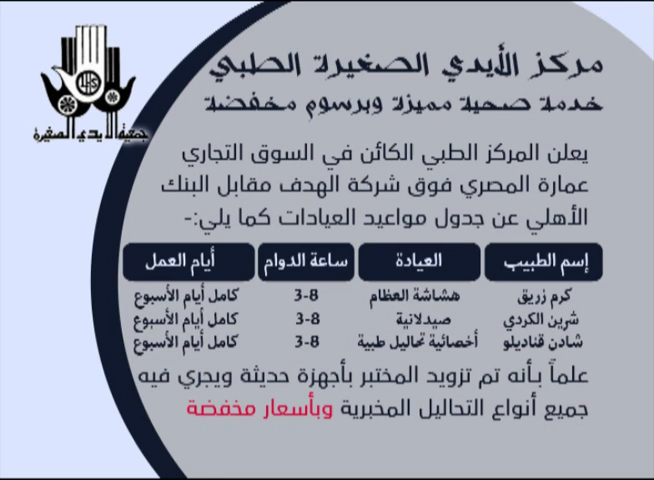 جمعية الأيدي الصغيرة
مركز الأيدي الصغيرة الطبي
خدمة صحية مميزة وبرسوم مخفضة
يعلن المركز الطبي الكائن في السوق التجاري
عمارة المصري فوق شركة الهدف مقابل البنك
الأهلي عن جدول مواعيد العيادات كما يلي:-
إسم الطبيب العيادة ساعة الدوام أيام العمل
كرم زريق هشاشة العظام 3-8 كامل أيام الأسبوع
شرين الكردي صيدلانية 3-8 كامل أيام الأسبوع
شادن قناديلو أخصائية تحاليل طبية 3-8 كامل أيام الأسبوع
علماً بأنه تم تزويد المختبر بأجهزة حديثة ويجري فيه
جميع أنواع التحاليل المخبرية وبأسعار مخفضة